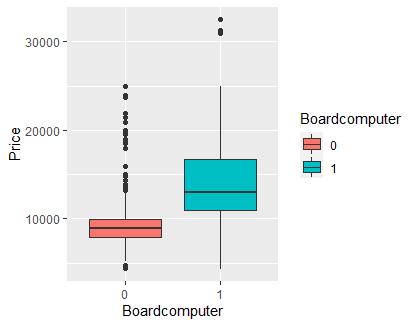 30000
20000
10000
Price
0 1
Boardcomputer
Boardcomputer
0
1